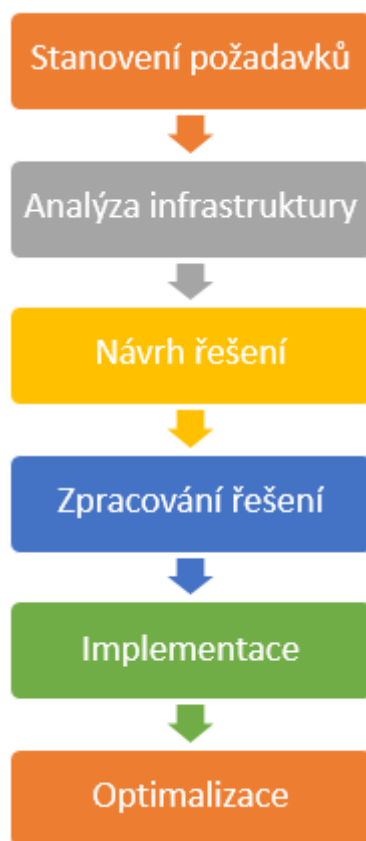 Stanovení požadavků
Analýza infrastruktury
Návrh řešení
Zpracování řešení
Implementace
Optimalizace